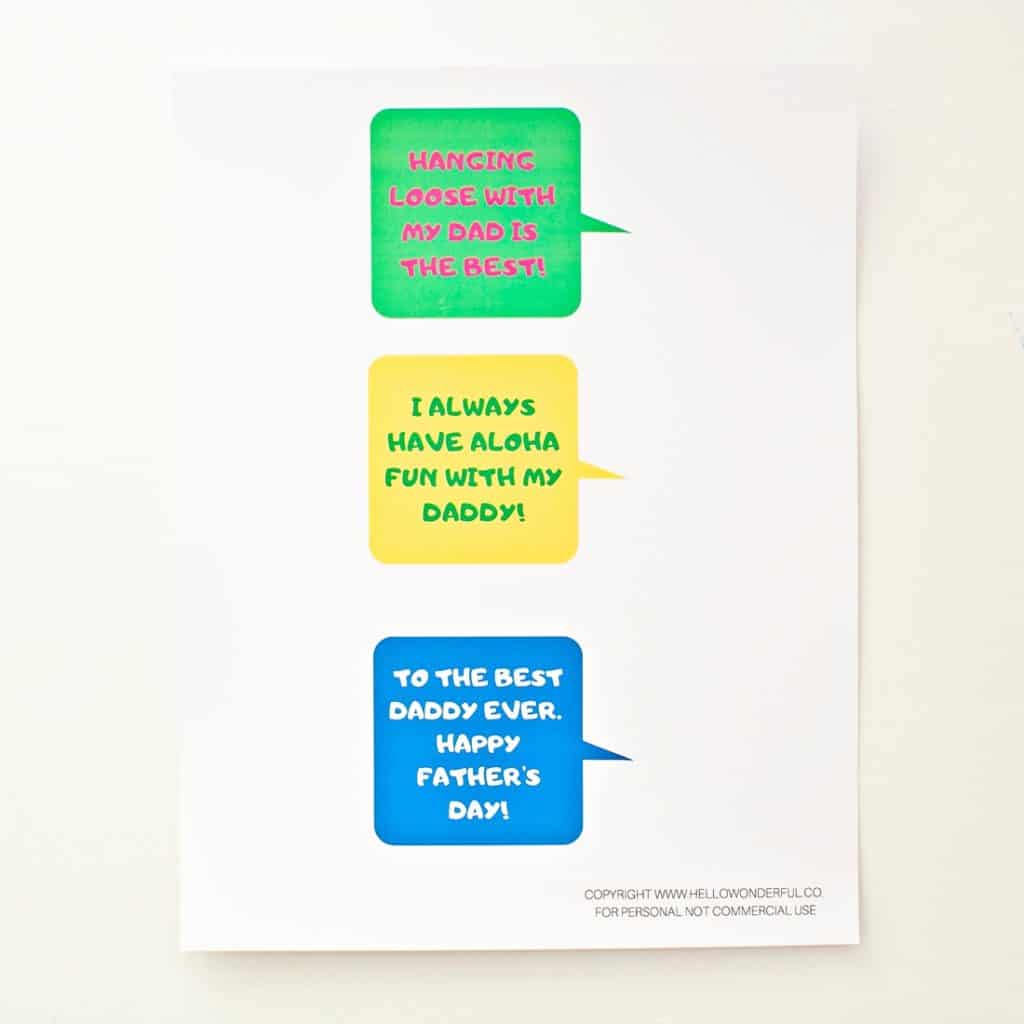 HANGING
LOOSE WITH
MY DAD IS
THE BEST!
I ALWAYS
HAVE ALOHA
FUN WITH MY
DADDY!
TO THE BEST
DADDY EVER.
HAPPY
FATHER'S
DAY!
COPYRIGHT WWW.HELLOWONDERFUL.CO.
FOR PERSONAL NOT COMMERCIAL USE